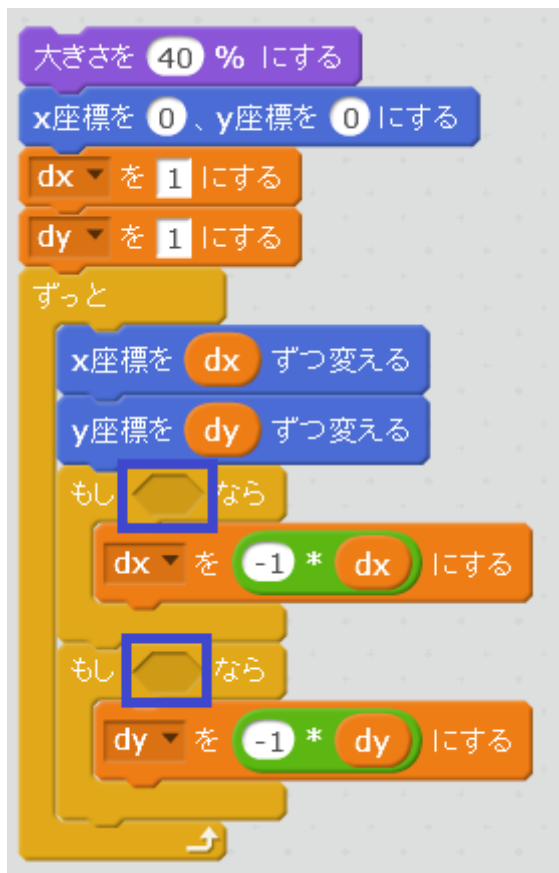 大きさを 40 % にする
x座標を 0 、y座標を 0 にする
dx を 1 にする
dy を 1 にする
ずっと
x座標を dx ずつ変える
y座標を dy ずつ変える
もし なら
dx を -1 * dx にする
もし なら
dy を -1 * dy にする